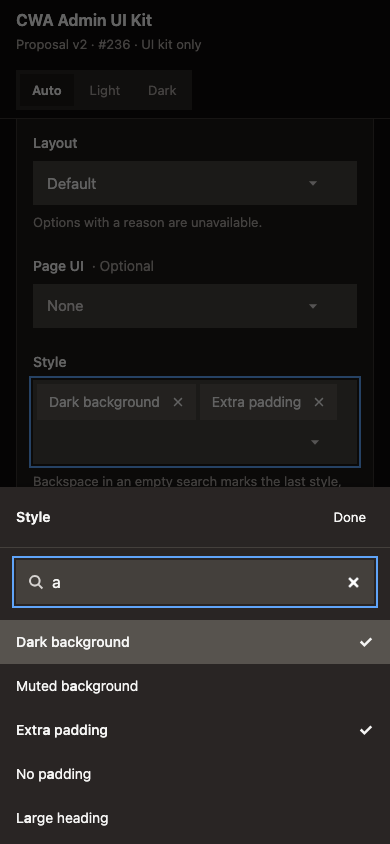 CWA Admin UI Kit
Proposal v2 · #236 · UI kit only
Auto Light Dark
Layout
Default
Options with a reason are unavailable.
Page UI · Optional
None
Style
Dark background × Extra padding ×
Backspace in an empty search marks the last style,
Style Done
a
Dark background
Muted background
Extra padding
No padding
Large heading